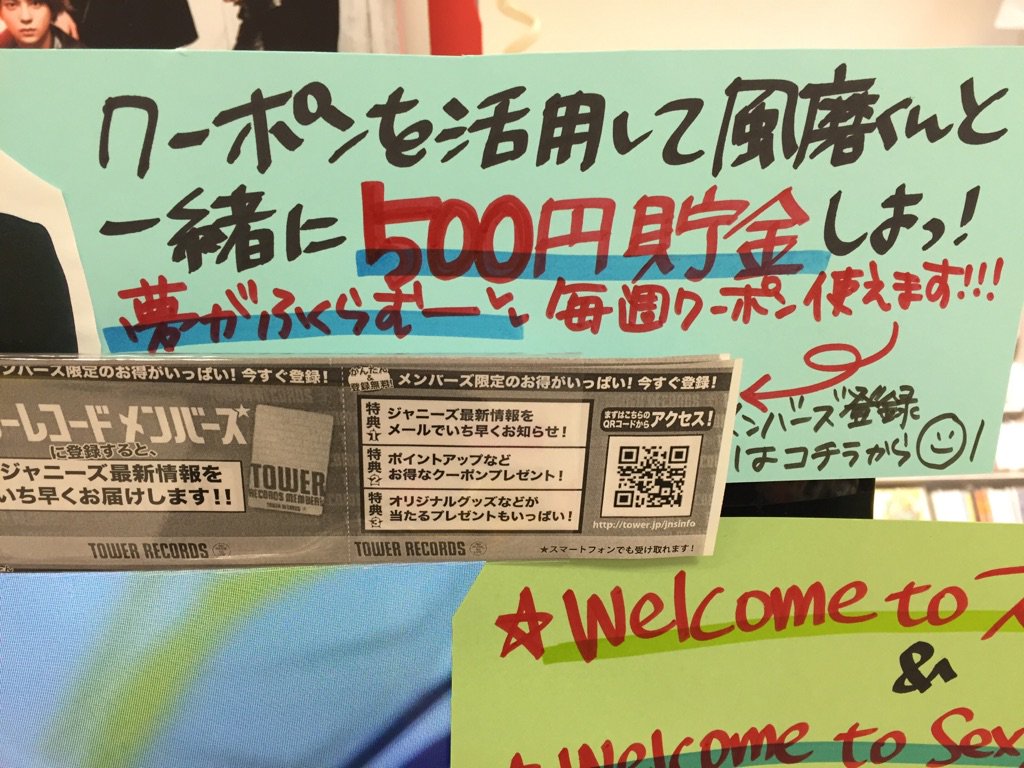 クーポンを活用して風磨くんと
一緒に500円貯金しよっ!
夢がふくらむーン 毎週クーポン使えます!!!
メンバーズ登録
はコチラから
メンバーズ限定のお得がいっぱい! 今すぐ登録!
ーレコード メンバーズ
に登録すると、
ジャニーズ最新情報を
いち早くお届けします!!
TOWER
RECORDS MEMBERS
TOWER RECORDS
かんたん&登録無料!
メンバーズ限定のお得がいっぱい! 今すぐ登録!
特典1 ジャニーズ最新情報を
メールでいち早くお知らせ!
特典2 ポイントアップなど
お得なクーポンプレゼント!
特典3 オリジナルグッズなどが
当たるプレゼントもいっぱい!
まずはこちらの
QRコードから アクセス!
http://tower.jp/jnsinfo
TOWER RECORDS
★スマートフォンでも受け取れます!
★Welcome to
&
★Welcome to Sex